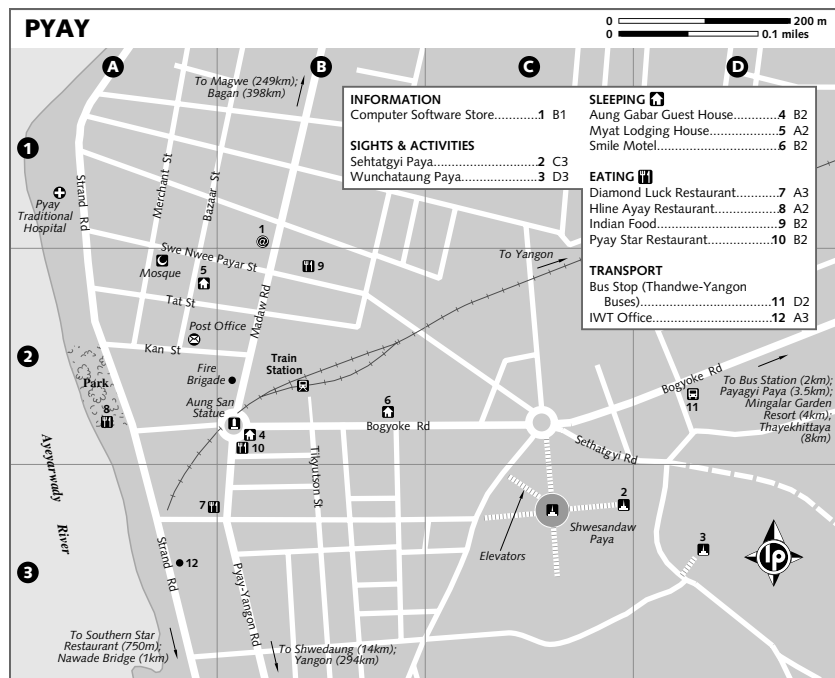 PYAY
0 200 m
0 0.1 miles
A
B
C
D
1
2
3
To Magwe (249km);
Bagan (398km)
INFORMATION
Computer Software Store............1 B1
SIGHTS & ACTIVITIES
Sehtatgyi Paya............2 C3
Wunchataung Paya............3 D3
SLEEPING
Aung Gabar Guest House............4 B2
Myat Lodging House............5 A2
Smile Motel............6 B2
EATING
Diamond Luck Restaurant............7 A3
Hline Ayay Restaurant............8 A2
Indian Food............9 B2
Pyay Star Restaurant............10 B2
TRANSPORT
Bus Stop (Thandwe-Yangon
Buses)............11 D2
IWT Office............12 A3
Pyay
Traditional
Hospital
Strand Rd
Merchant St
Bazaar St
1
@
Swe Nwee Payar St
Mosque
5
9
To Yangon
Tat St
Madaw Rd
Post Office
Kan St
Fire
Brigade
Train
Station
Park
Aung San
Statue
8
4
10
6
Bogyoke Rd
Bogyoke Rd
11
To Bus Station (2km);
Payagyi Paya (3.5km);
Mingalar Garden
Resort (4km);
Thayekhittaya
(8km)
Sethatgyi Rd
Ayeyarwady
River
Tikyutson St
7
2
Shwesandaw
Paya
Elevators
3
lp
12
Strand Rd
Pyay-Yangon Rd
To Southern Star
Restaurant (750m);
Nawade Bridge (1km)
To Shwedaung (14km);
Yangon (294km)